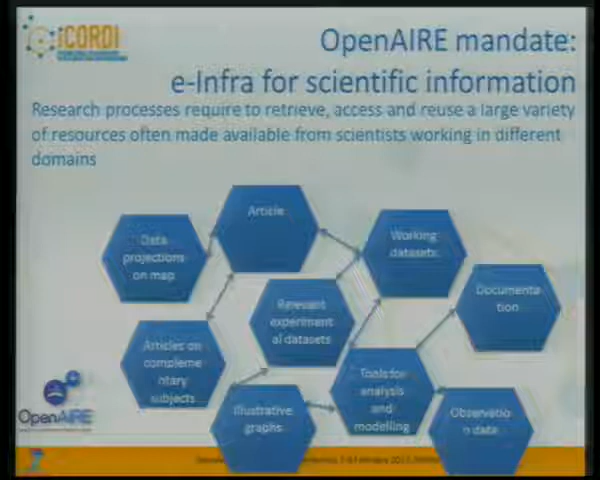 iCORDI
OpenAIRE mandate:
e-Infra for scientific information
Research processes require to retrieve, access and reuse a large variety
of resources often made available from scientists working in different
domains
Article
Data
projections
on map
Working
datasets
Relevant
experiment
al datasets
Documenta
tion
Articles on
compleme
ntary
subjects
Tools for
analysis
and
modelling
Illustrative
graphs
Observatio
n data
OpenAIRE